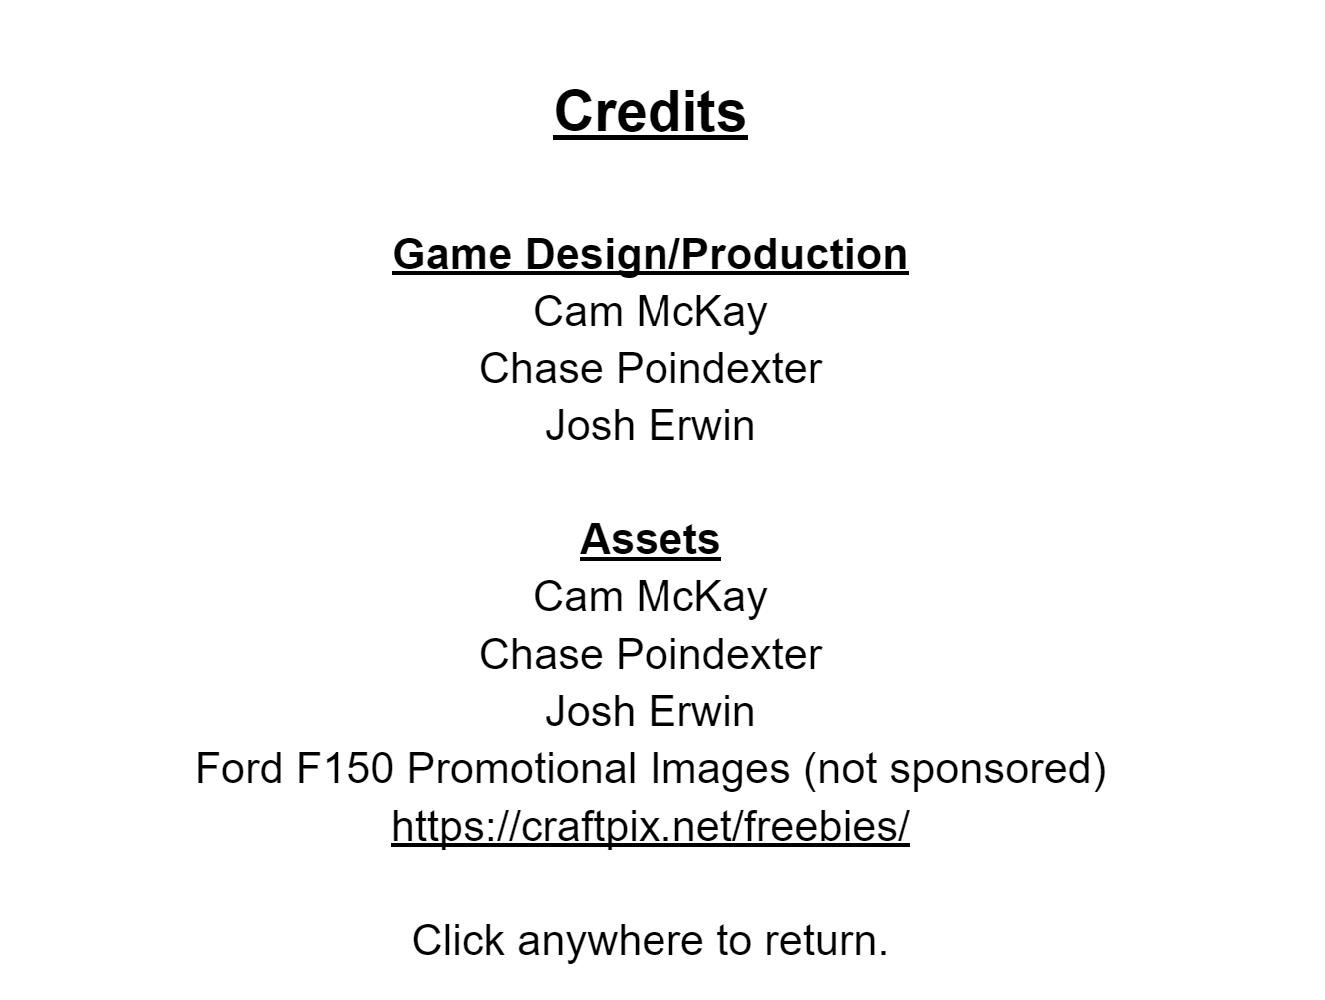 Credits
Game Design/Production
Cam McKay
Chase Poindexter
Josh Erwin
Assets
Cam McKay
Chase Poindexter
Josh Erwin
Ford F150 Promotional Images (not sponsored)
https://craftpix.net/freebies/
Click anywhere to return.